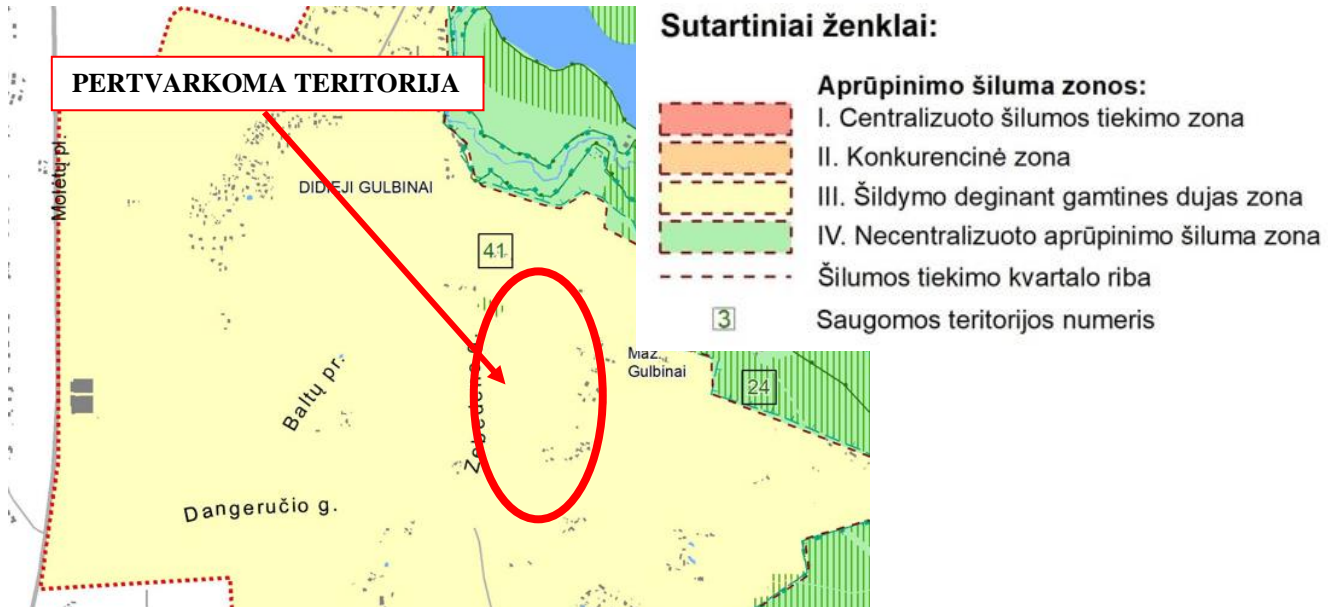 PERTVARKOMA TERITORIJA
Molėtų pl.
DIDIEJI GULBINAI
41
Maž.
Gulbinai
24
Baltų pr.
Dangeručio g.
Sutartiniai ženklai:
Aprūpinimo šiluma zonos:
I. Centralizuoto šilumos tiekimo zona
II. Konkurencinė zona
III. Šildymo deginant gamtines dujas zona
IV. Necentralizuoto aprūpinimo šiluma zona
Šilumos tiekimo kvartalo riba
3
Saugomos teritorijos numeris